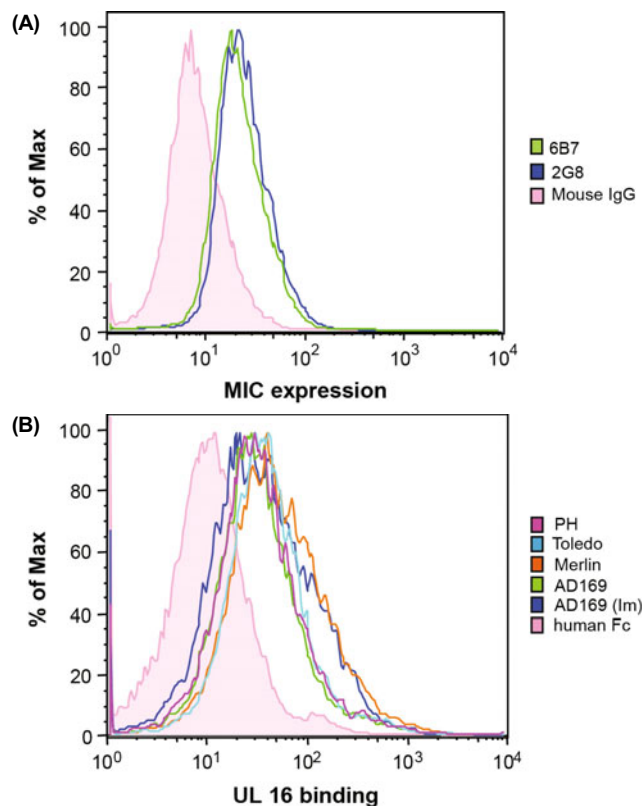 (A)
% of Max
100
80
60
40
20
0
10⁰ 10¹ 10² 10³ 10⁴
MIC expression
6B7
2G8
Mouse IgG
(B)
% of Max
100
80
60
40
20
0
10⁰ 10¹ 10² 10³ 10⁴
UL 16 binding
PH
Toledo
Merlin
AD169
AD169 (Im)
human Fc